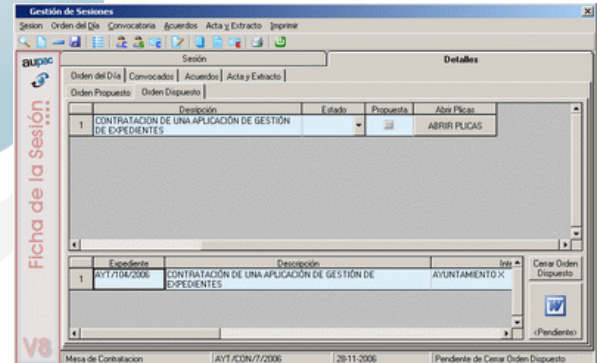 Gestión de Sesiones
Sesion Orden del Día Convocatoria Acuerdos Acta y Extracto Imprimir
aupac
Sesión Detalles
Orden del Día Convocados Acuerdos Acta y Extracto
Orden Propuesto Orden Dispuesto
Desripción Estado Propuesta Abrir Plicas
1 CONTRATACION DE UNA APLICACIÓN DE GESTIÓN DE EXPEDIENTES ABRIR PLICAS
Ficha de la Sesión
Expediente Descripción Inte
1 AYT/104/2006 CONTRATACIÓN DE UNA APLICACIÓN DE GESTIÓN DE EXPEDIENTES AYUNTAMIENTO X
Cerrar Orden
Dispuesto
<Pendiente>
V8
Mesa de Contratacion AYT/CON/7/2006 28-11-2006 Pendiente de Cerrar Orden Dispuesto